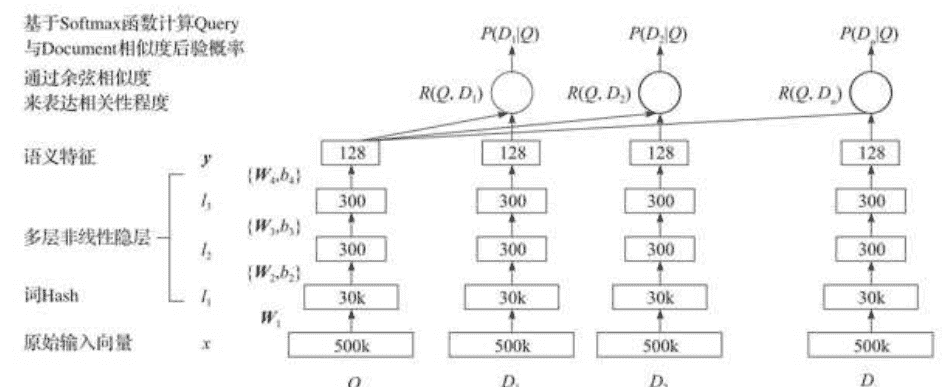 基于Softmax函数计算Query
与Document相似度后验概率
P(D₁|Q) P(D₂|Q) P(Dₙ|Q)
通过余弦相似度
来表达相关性程度
R(Q, D₁) R(Q, D₂) R(Q, Dₙ)
语义特征 y 128 128 128 128
{W₄,b₄}
l₃ 300 300 300 300
多层非线性隐层 {W₃,b₃}
l₂ 300 300 300 300
{W₂,b₂}
词Hash l₁ 30k 30k 30k 30k
W₁
原始输入向量 x 500k 500k 500k 500k
Q D D D